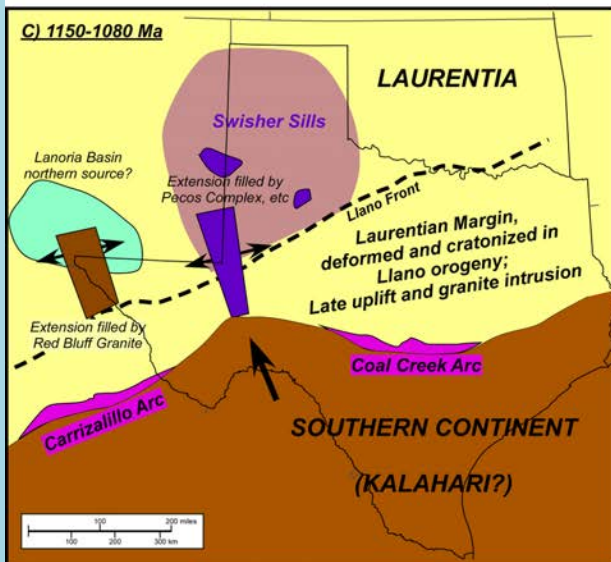 C) 1150-1080 Ma
LAURENTIA
Swisher Sills
Lanoria Basin
northern source?
Extension filled by
Pecos Complex, etc
Llano Front
Laurentian Margin,
deformed and cratonized in
Llano orogeny;
Late uplift and granite intrusion
Extension filled by
Red Bluff Granite
Coal Creek Arc
Carrizalillo Arc
SOUTHERN CONTINENT
(KALAHARI?)
100 200 miles
100 200 300 km